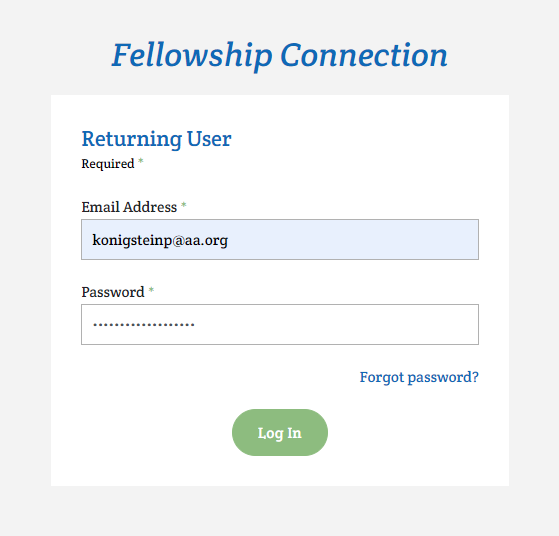 Fellowship Connection
Returning User
Required *
Email Address *
konigsteinp@aa.org
Password *
•••••••••••••••••••
Forgot password?
Log In